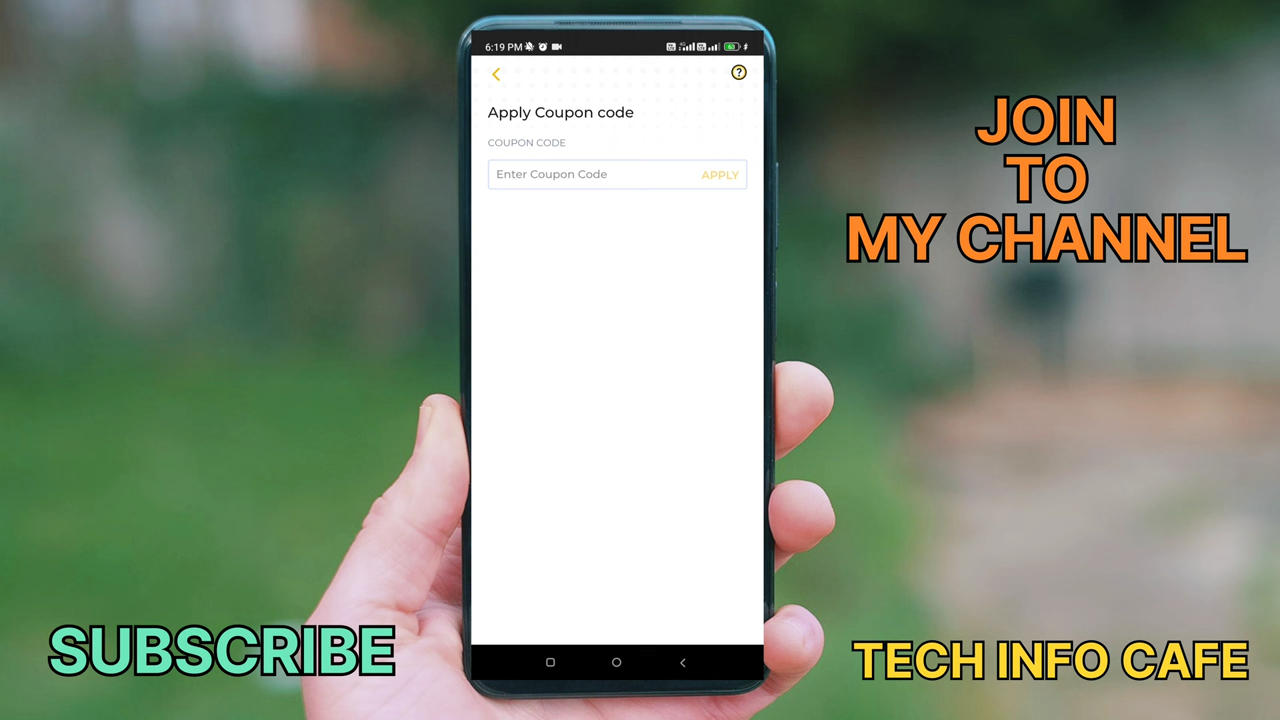 6:19 PM
?
Apply Coupon code
COUPON CODE
Enter Coupon Code APPLY
JOIN
TO
MY CHANNEL
SUBSCRIBE
TECH INFO CAFE